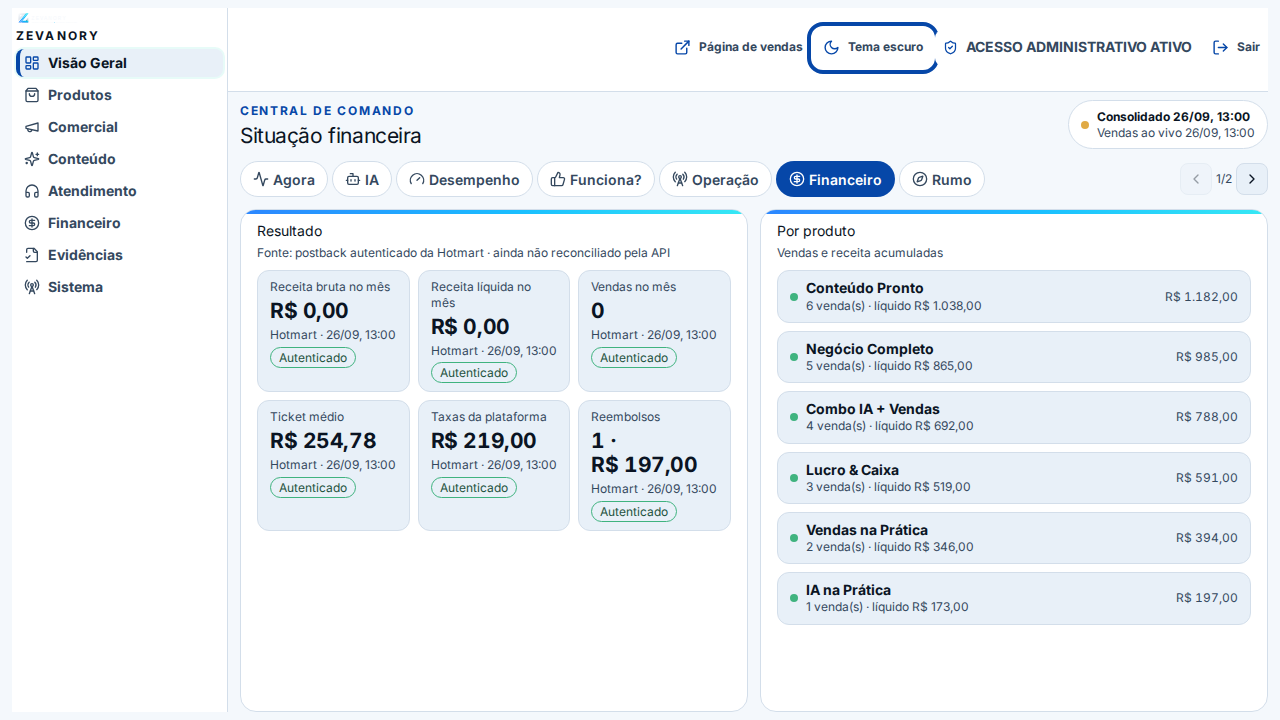 ZEVANORY
Visão Geral
Produtos
Comercial
Conteúdo
Atendimento
Financeiro
Evidências
Sistema
Página de vendas
Tema escuro
ACESSO ADMINISTRATIVO ATIVO
Sair
CENTRAL DE COMANDO
Situação financeira
Consolidado 26/09, 13:00
Vendas ao vivo 26/09, 13:00
Agora
IA
Desempenho
Funciona?
Operação
Financeiro
Rumo
1/2
Resultado
Fonte: postback autenticado da Hotmart · ainda não reconciliado pela API
Receita bruta no mês
R$ 0,00
Hotmart · 26/09, 13:00
Autenticado
Receita líquida no
mês
R$ 0,00
Hotmart · 26/09, 13:00
Autenticado
Vendas no mês
0
Hotmart · 26/09, 13:00
Autenticado
Ticket médio
R$ 254,78
Hotmart · 26/09, 13:00
Autenticado
Taxas da plataforma
R$ 219,00
Hotmart · 26/09, 13:00
Autenticado
Reembolsos
1 ·
R$ 197,00
Hotmart · 26/09, 13:00
Autenticado
Por produto
Vendas e receita acumuladas
Conteúdo Pronto
6 venda(s) · líquido R$ 1.038,00
R$ 1.182,00
Negócio Completo
5 venda(s) · líquido R$ 865,00
R$ 985,00
Combo IA + Vendas
4 venda(s) · líquido R$ 692,00
R$ 788,00
Lucro & Caixa
3 venda(s) · líquido R$ 519,00
R$ 591,00
Vendas na Prática
2 venda(s) · líquido R$ 346,00
R$ 394,00
IA na Prática
1 venda(s) · líquido R$ 173,00
R$ 197,00